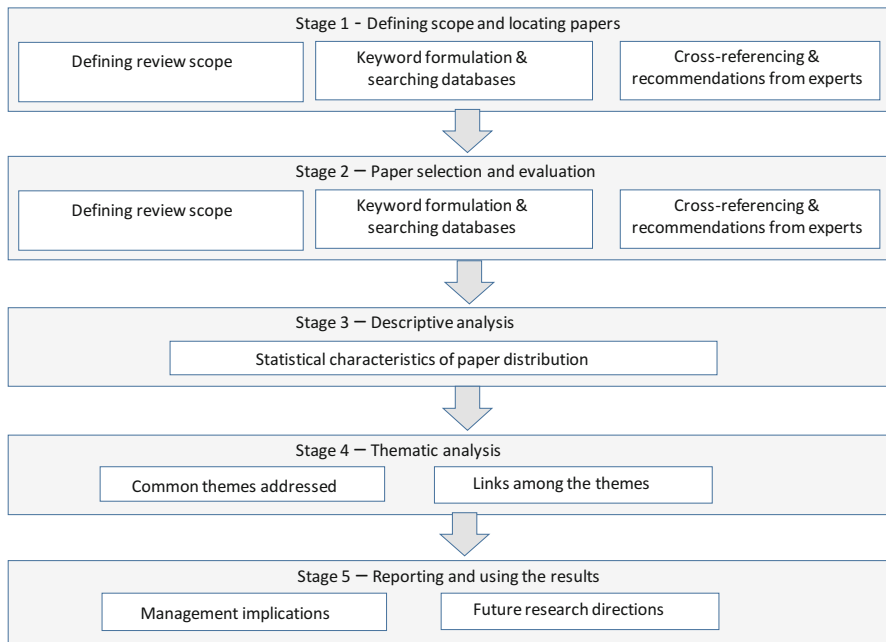 Stage 1 - Defining scope and locating papers
Defining review scope
Keyword formulation &
searching databases
Cross-referencing &
recommendations from experts
Stage 2 – Paper selection and evaluation
Defining review scope
Keyword formulation &
searching databases
Cross-referencing &
recommendations from experts
Stage 3 – Descriptive analysis
Statistical characteristics of paper distribution
Stage 4 – Thematic analysis
Common themes addressed
Links among the themes
Stage 5 – Reporting and using the results
Management implications
Future research directions